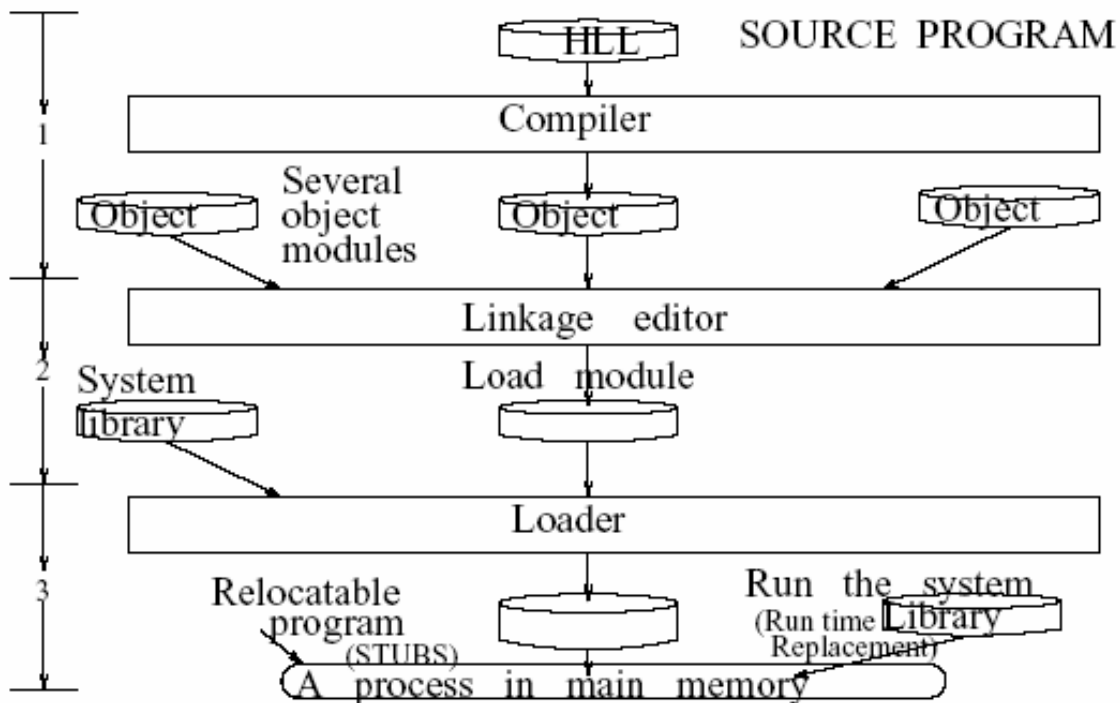 HLL
SOURCE PROGRAM
Compiler
1
Several
object
modules
Object
Object
Object
Linkage editor
2
System
library
Load module
Loader
3
Relocatable
program
(STUBS)
Run the system
Library
(Run time
Replacement)
A process in main memory